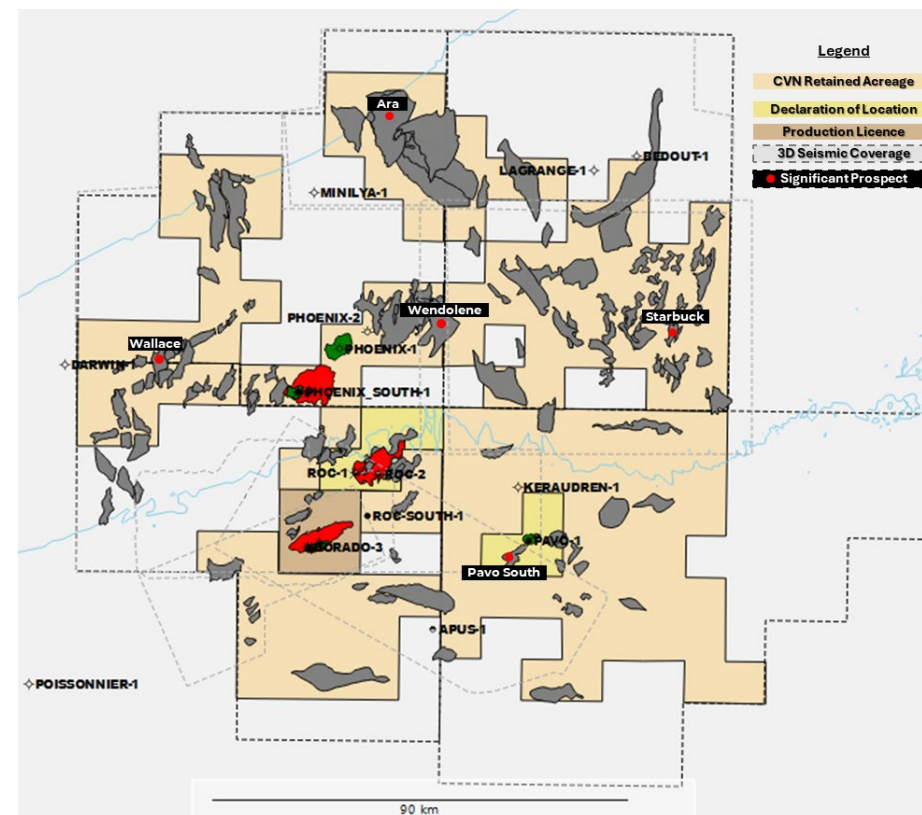 Legend
CVN Retained Acreage
Declaration of Location
Production Licence
3D Seismic Coverage
Significant Prospect
Ara
BEDOUT-1
LAGRANGE-1
MINILYA-1
Wendolene
PHOENIX-2
Starbuck
Wallace
PHOENIX-1
DARWIN-1
PHOENIX_SOUTH-1
ROC-1
ROC-2
KERAUDREN-1
ROC-SOUTH-1
PAVO-1
DORADO-3
Pavo South
APUS-1
POISSONNIER-1
90 km